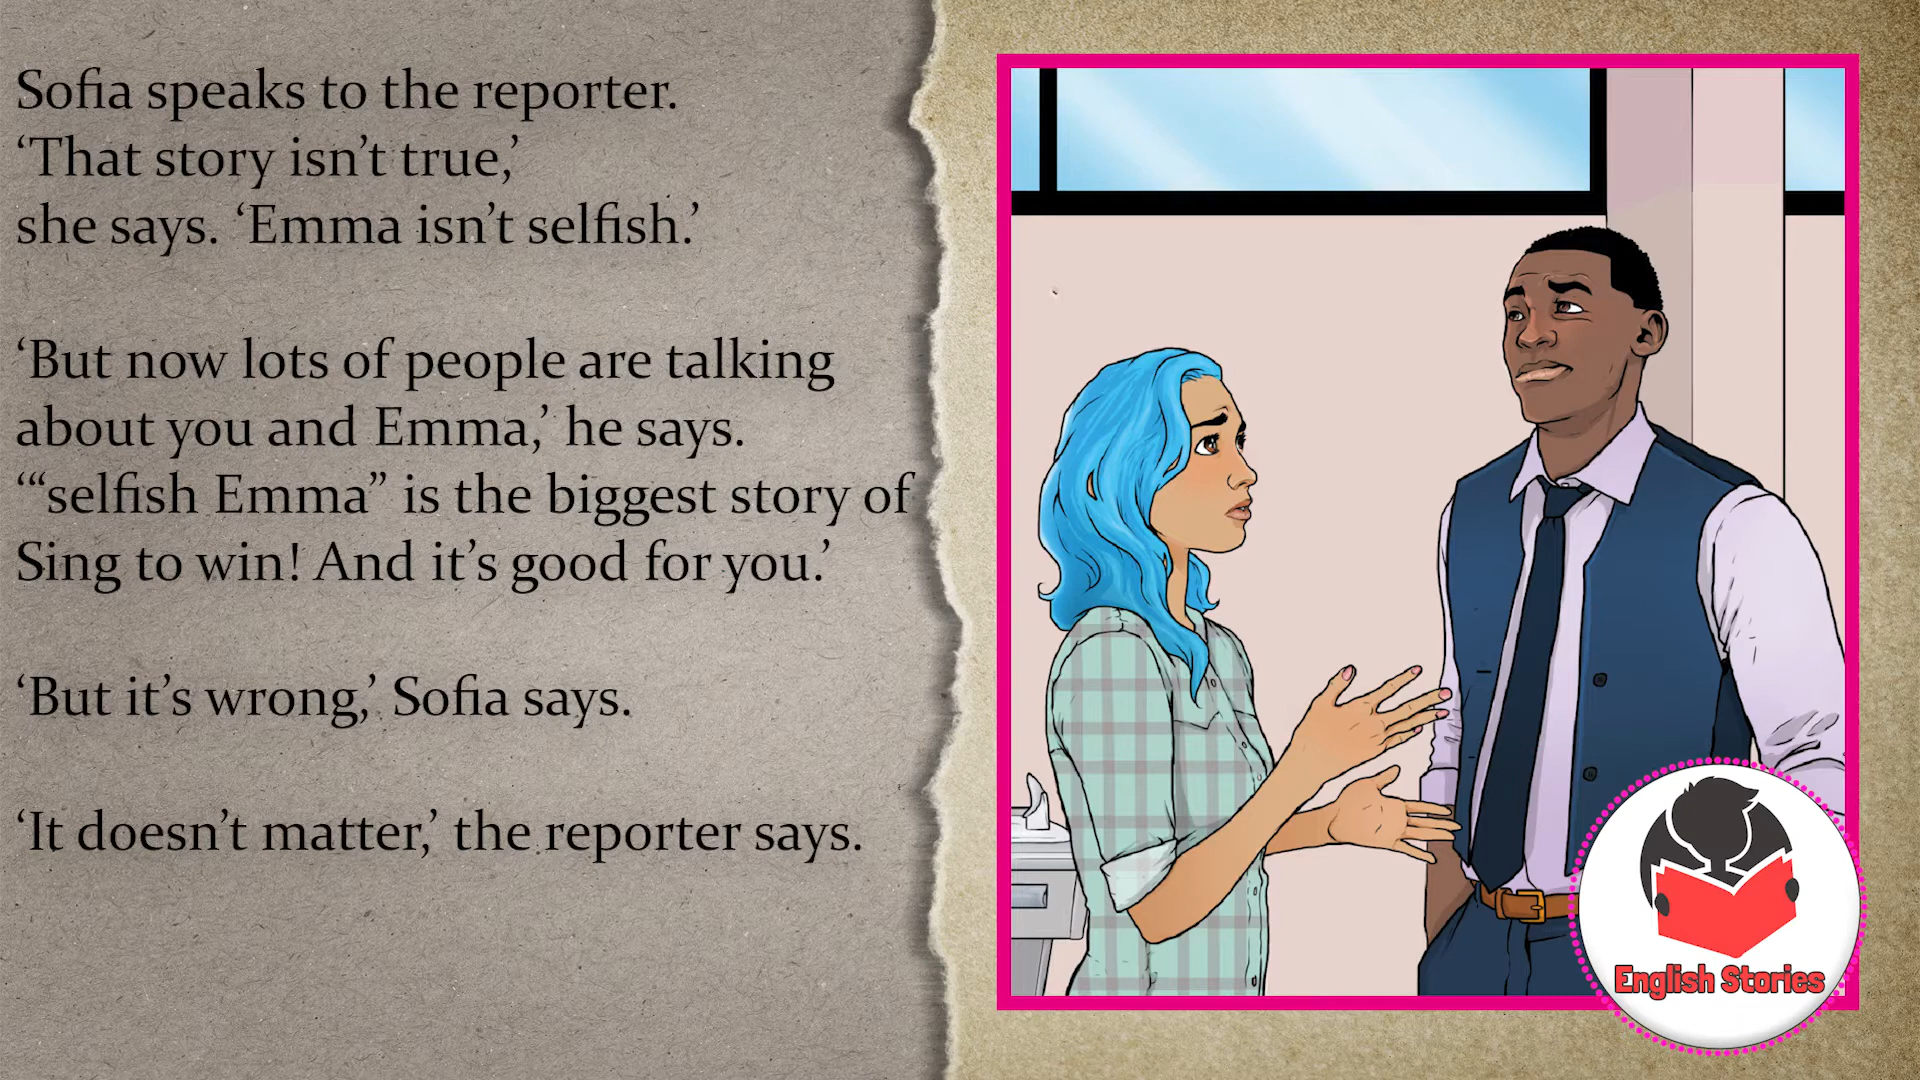 Sofia speaks to the reporter.
‘That story isn’t true,’
she says. ‘Emma isn’t selfish.’
‘But now lots of people are talking
about you and Emma,’ he says.
‘“selfish Emma” is the biggest story of
Sing to win! And it’s good for you.’
‘But it’s wrong,’ Sofia says.
‘It doesn’t matter,’ the reporter says.
English Stories